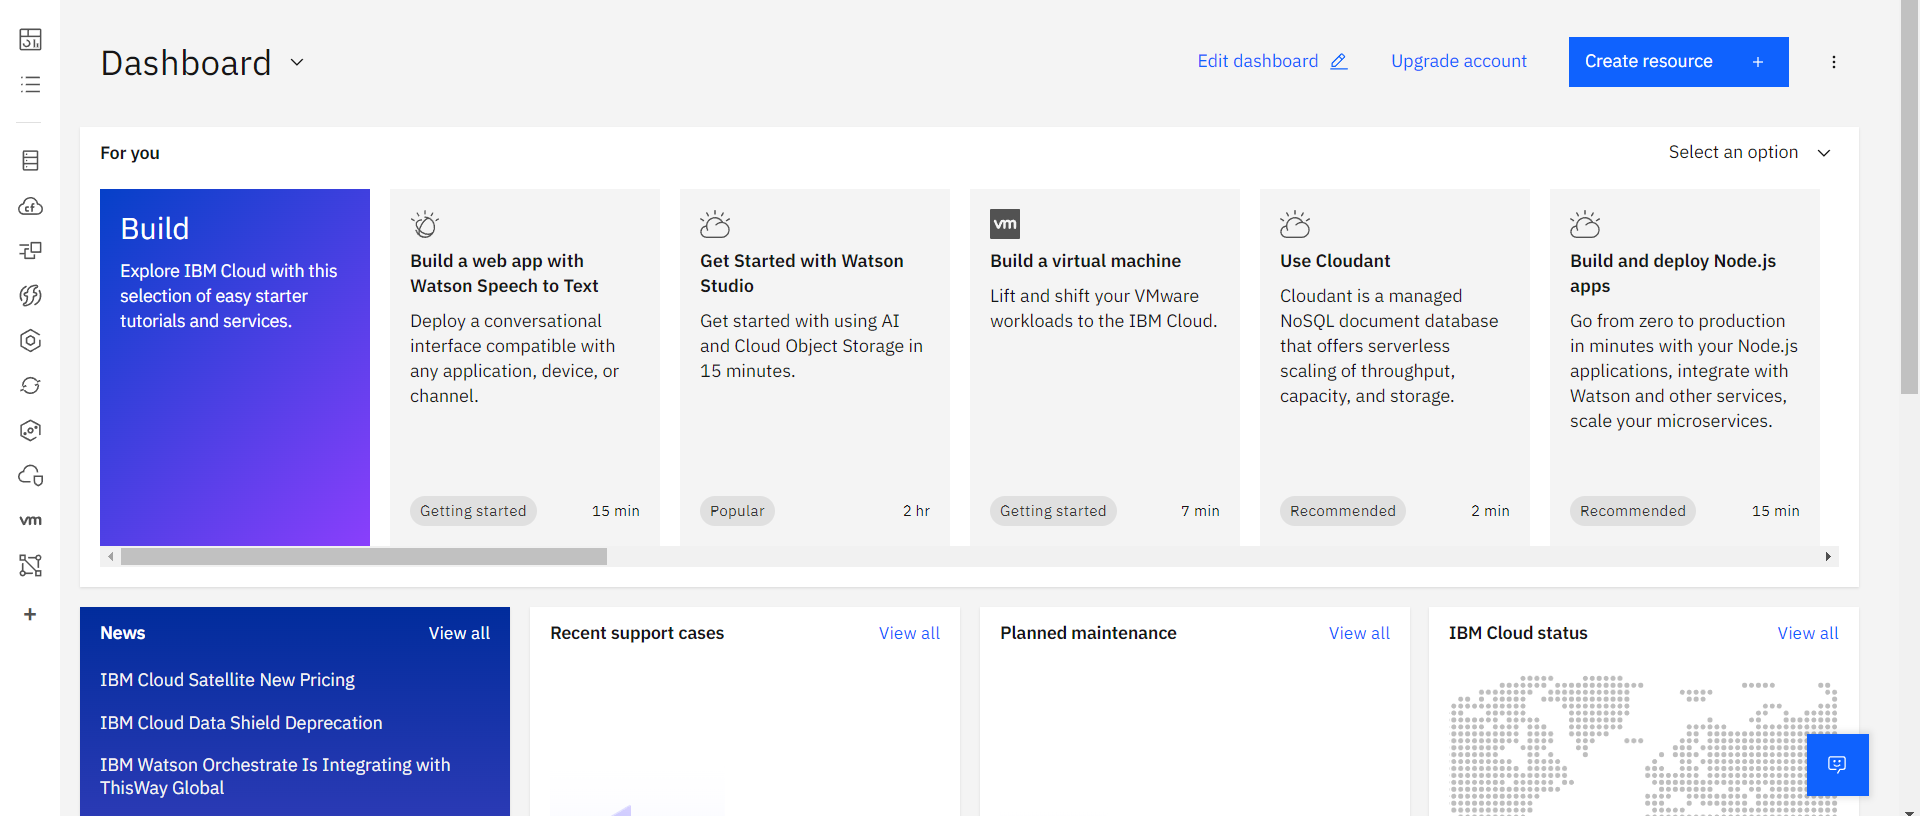 Dashboard
Edit dashboard
Upgrade account
Create resource
For you
Select an option
Build
Explore IBM Cloud with this
selection of easy starter
tutorials and services.
Build a web app with
Watson Speech to Text
Deploy a conversational
interface compatible with
any application, device, or
channel.
Getting started
15 min
Get Started with Watson
Studio
Get started with using AI
and Cloud Object Storage in
15 minutes.
Popular
2 hr
vm
Build a virtual machine
Lift and shift your VMware
workloads to the IBM Cloud.
Getting started
7 min
Use Cloudant
Cloudant is a managed
NoSQL document database
that offers serverless
scaling of throughput,
capacity, and storage.
Recommended
2 min
Build and deploy Node.js
apps
Go from zero to production
in minutes with your Node.js
applications, integrate with
Watson and other services,
scale your microservices.
Recommended
15 min
cf
vm
News
View all
IBM Cloud Satellite New Pricing
IBM Cloud Data Shield Deprecation
IBM Watson Orchestrate Is Integrating with
ThisWay Global
Recent support cases
View all
Planned maintenance
View all
IBM Cloud status
View all